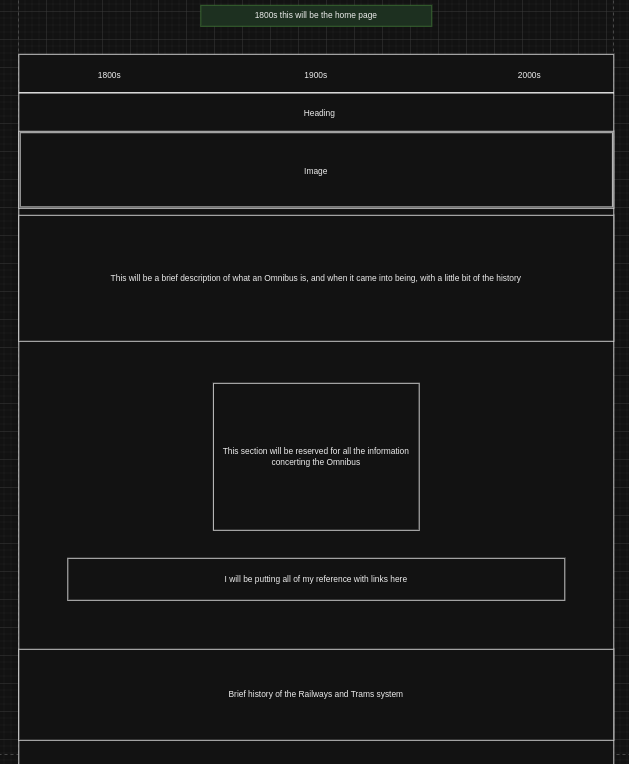 1800s this will be the home page
1800s 1900s 2000s
Heading
Image
This will be a brief description of what an Omnibus is, and when it came into being, with a little bit of the history
This section will be reserved for all the information
concerting the Omnibus
I will be putting all of my reference with links here
Brief history of the Railways and Trams system